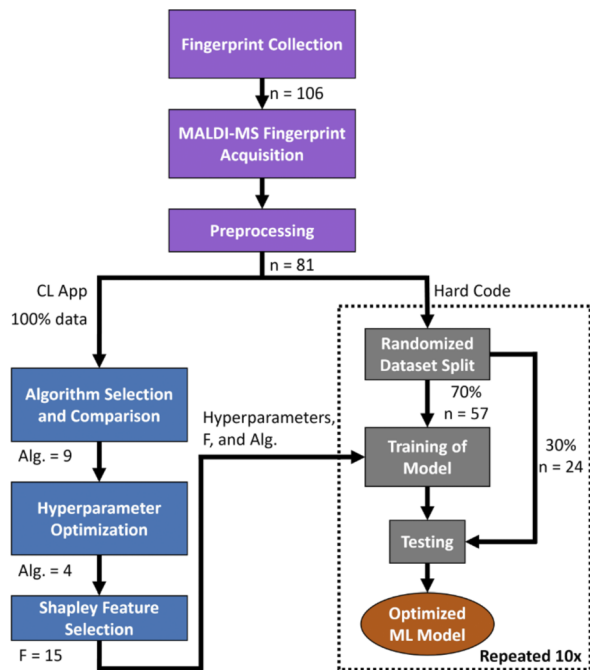 Fingerprint Collection
n = 106
MALDI-MS Fingerprint
Acquisition
Preprocessing
n = 81
CL App
100% data
Hard Code
Randomized
Dataset Split
Algorithm Selection
and Comparison
70%
n = 57
30%
n = 24
Hyperparameters,
F, and Alg.
Training of
Model
Alg. = 9
Hyperparameter
Optimization
Testing
Alg. = 4
Shapley Feature
Selection
Optimized
ML Model
F = 15
Repeated 10x